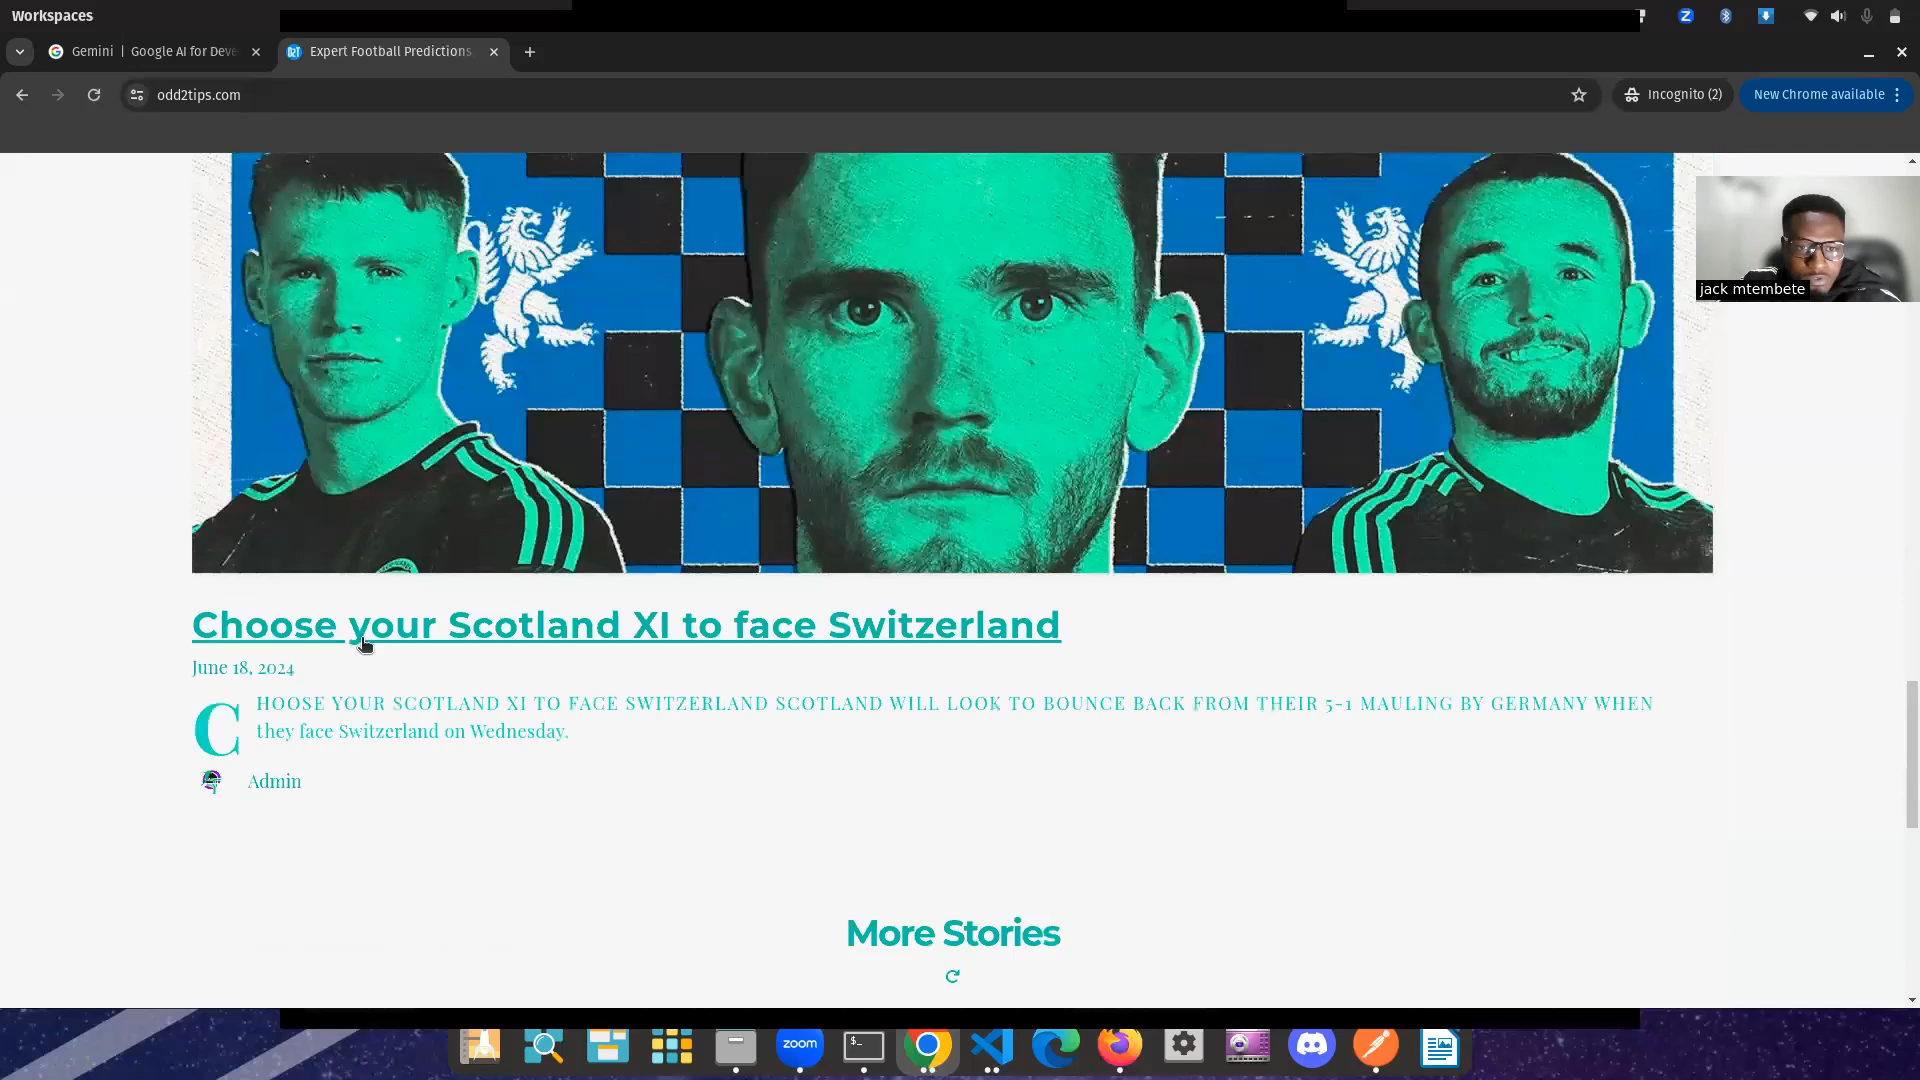 Workspaces
Gemini | Google AI for Deve
Expert Football Predictions
odd2tips.com
Incognito (2)
New Chrome available
jack mtembete
Choose your Scotland XI to face Switzerland
June 18, 2024
CHOOSE YOUR SCOTLAND XI TO FACE SWITZERLAND SCOTLAND WILL LOOK TO BOUNCE BACK FROM THEIR 5-1 MAULING BY GERMANY WHEN
they face Switzerland on Wednesday.
Admin
More Stories
zoom
$_